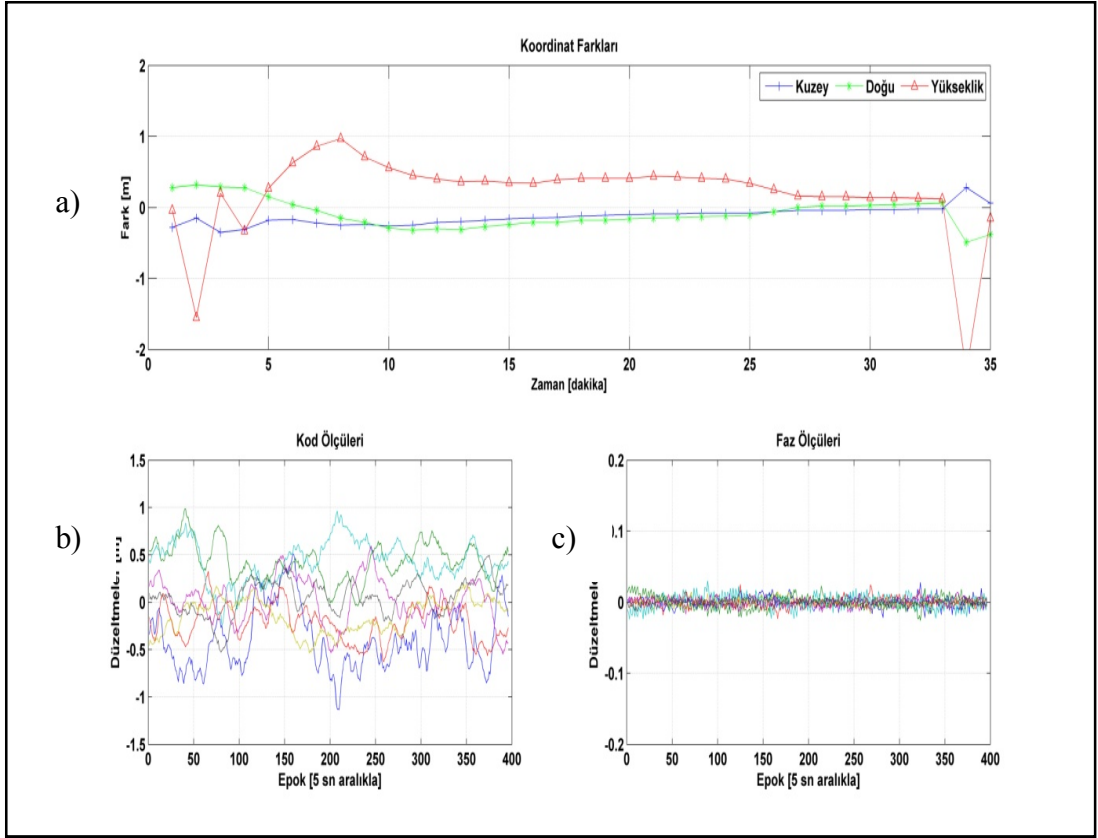 Koordinat Farkları
Kuzey Doğu Yükseklik
a)
Fark [m]
2
1
0
-1
-2
0 5 10 15 20 25 30 35
Zaman [dakika]
Kod Ölçüleri
b)
1.5
1
0.5
0
-0.5
-1
-1.5
0 50 100 150 200 250 300 350 400
Epok [5 sn aralıkla]
Faz Ölçüleri
c)
0.2
0.1
0
-0.1
-0.2
0 50 100 150 200 250 300 350 400
Epok [5 sn aralıkla]